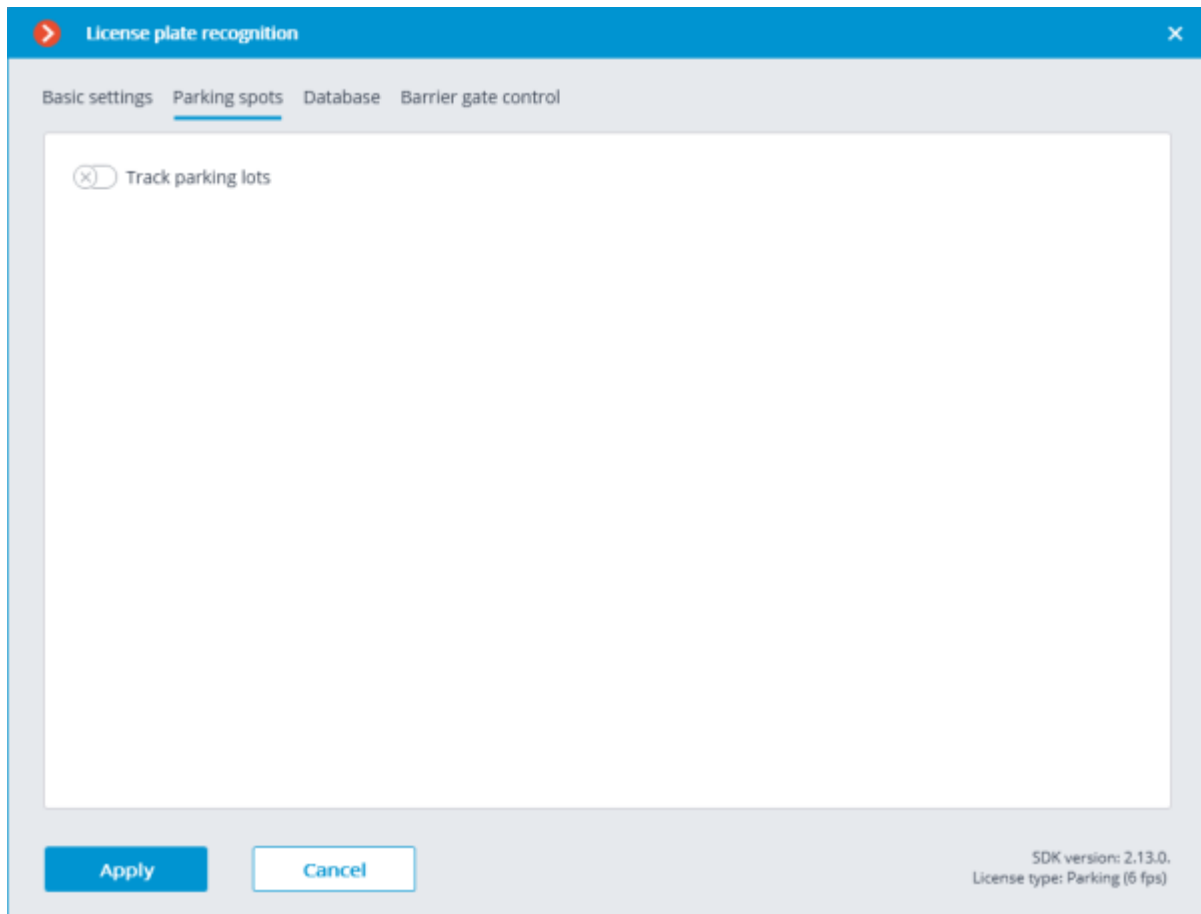 License plate recognition
Basic settings Parking spots Database Barrier gate control
Track parking lots
Apply Cancel
SDK version: 2.13.0.
License type: Parking (6 fps)